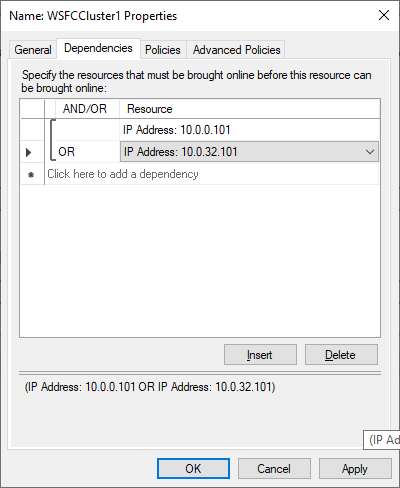 Name: WSFCCluster1 Properties
General Dependencies Policies Advanced Policies
Specify the resources that must be brought online before this resource can
be brought online:
AND/OR Resource
IP Address: 10.0.0.101
OR IP Address: 10.0.32.101
Click here to add a dependency
Insert Delete
(IP Address: 10.0.0.101 OR IP Address: 10.0.32.101)
(IP Ad
OK Cancel Apply